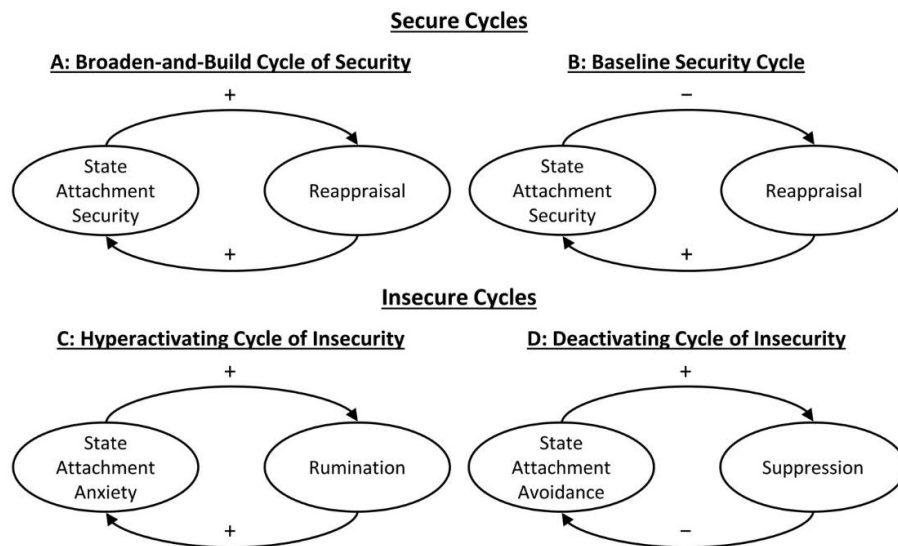 Secure Cycles
A: Broaden-and-Build Cycle of Security
+
State
Attachment
Security
Reappraisal
+
B: Baseline Security Cycle
−
State
Attachment
Security
Reappraisal
+
Insecure Cycles
C: Hyperactivating Cycle of Insecurity
+
State
Attachment
Anxiety
Rumination
+
D: Deactivating Cycle of Insecurity
+
State
Attachment
Avoidance
Suppression
−